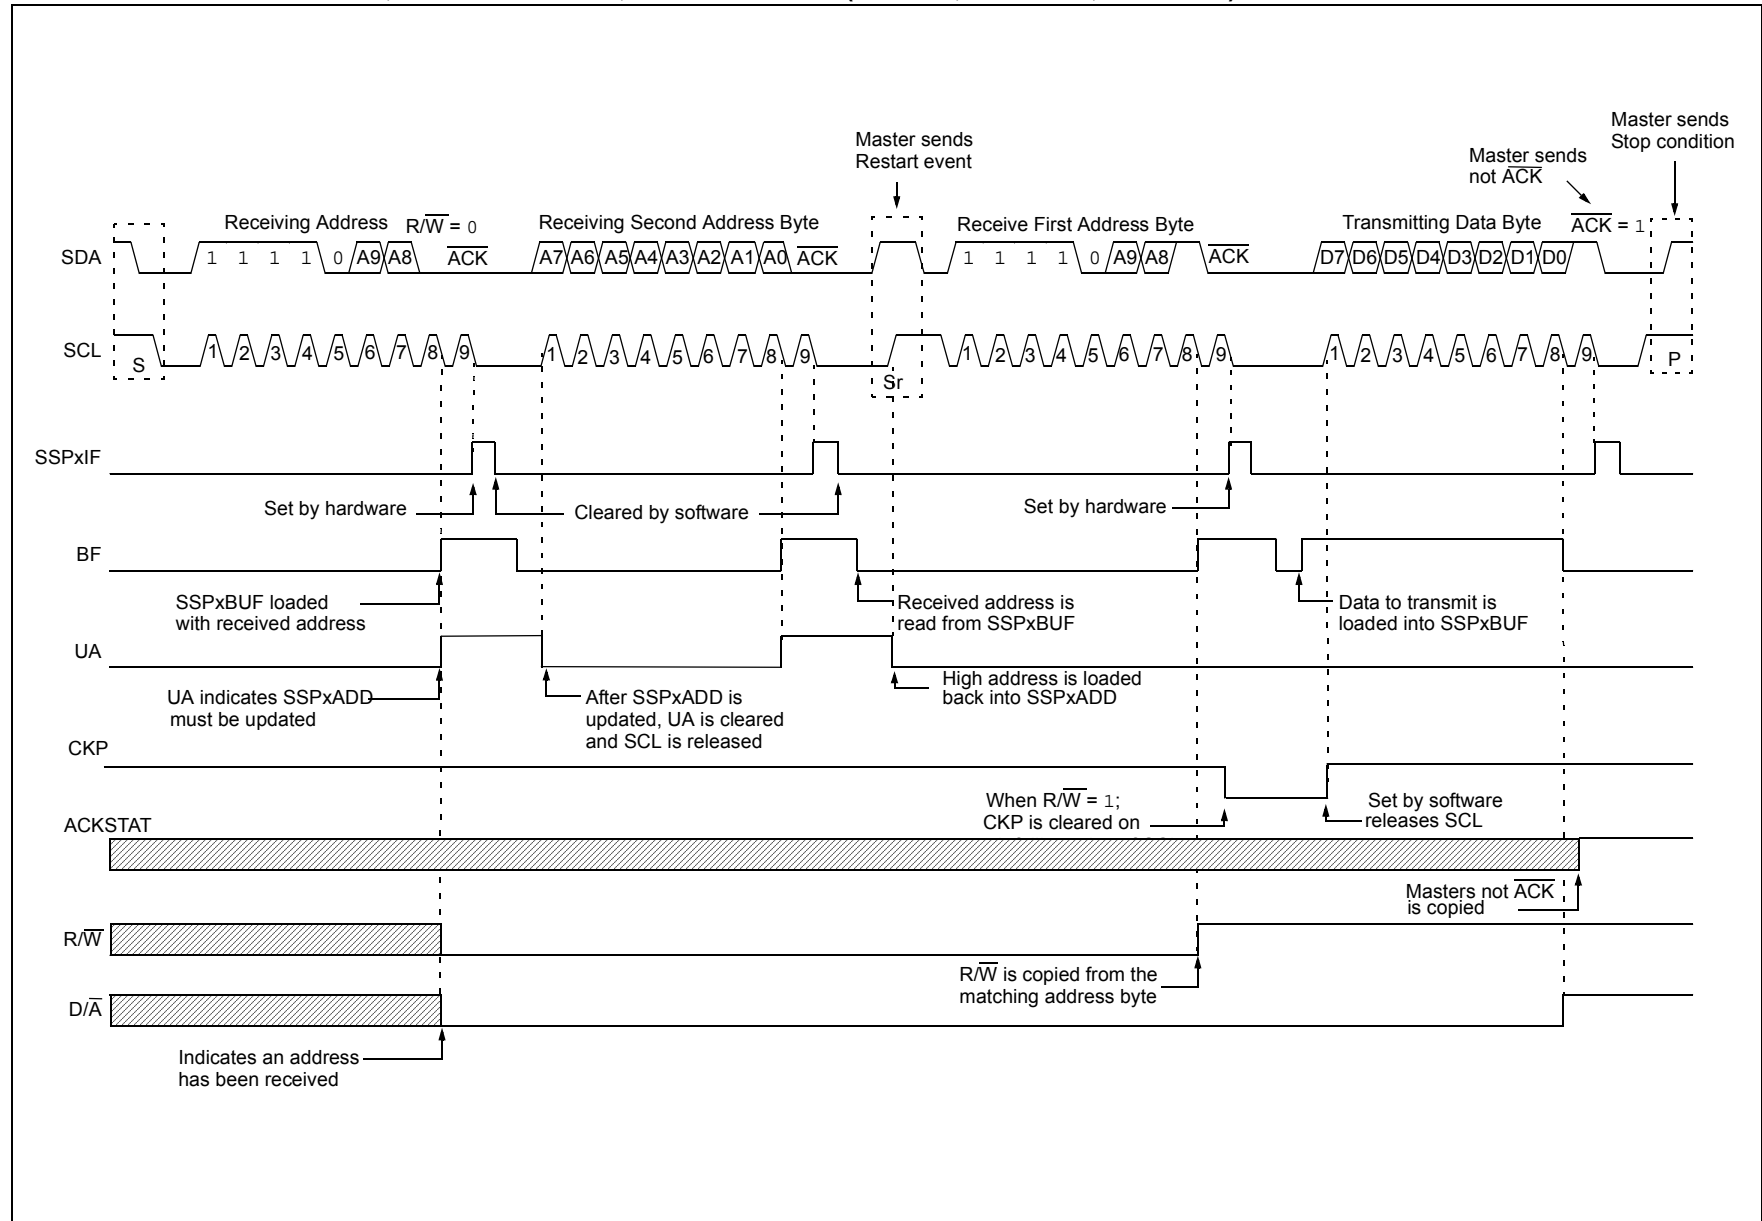 Master sends
Restart event
Master sends
not A̅C̅K̅
Master sends
Stop condition
Receiving Address R/W̅ = 0
Receiving Second Address Byte
Receive First Address Byte
Transmitting Data Byte
A̅C̅K̅ = 1
SDA 1 1 1 1 0 A9 A8 A̅C̅K̅ A7 A6 A5 A4 A3 A2 A1 A0 A̅C̅K̅ 1 1 1 1 0 A9 A8 A̅C̅K̅ D7 D6 D5 D4 D3 D2 D1 D0
SCL S 1 2 3 4 5 6 7 8 9 1 2 3 4 5 6 7 8 9 Sr 1 2 3 4 5 6 7 8 9 1 2 3 4 5 6 7 8 9 P
SSPxIF
Set by hardware
Cleared by software
Set by hardware
BF
SSPxBUF loaded
with received address
Received address is
read from SSPxBUF
Data to transmit is
loaded into SSPxBUF
UA
UA indicates SSPxADD
must be updated
After SSPxADD is
updated, UA is cleared
and SCL is released
High address is loaded
back into SSPxADD
CKP
When R/W̅ = 1;
CKP is cleared on
Set by software
releases SCL
ACKSTAT
Masters not A̅C̅K̅
is copied
R/W̅
R/W̅ is copied from the
matching address byte
D/A̅
Indicates an address
has been received